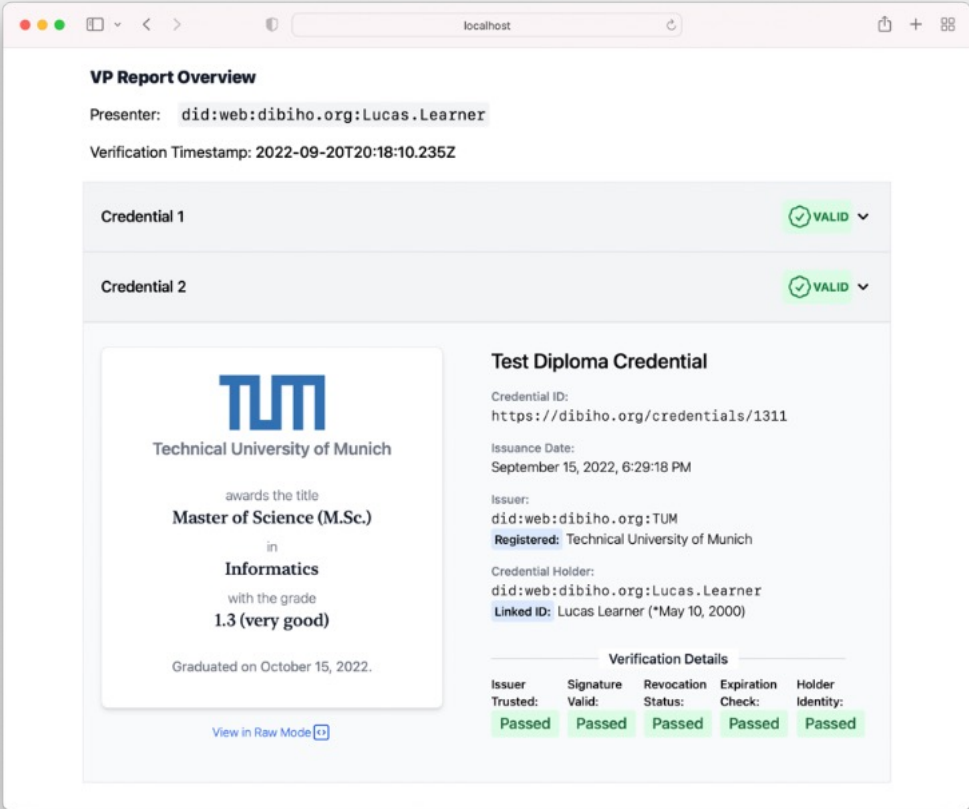 localhost
VP Report Overview
Presenter: did:web:dibiho.org:Lucas.Learner
Verification Timestamp: 2022-09-20T20:18:10.235Z
Credential 1
VALID
Credential 2
VALID
TUM
Technical University of Munich
awards the title
Master of Science (M.Sc.)
in
Informatics
with the grade
1.3 (very good)
Graduated on October 15, 2022.
View in Raw Mode
Test Diploma Credential
Credential ID:
https://dibiho.org/credentials/1311
Issuance Date:
September 15, 2022, 6:29:18 PM
Issuer:
did:web:dibiho.org:TUM
Registered: Technical University of Munich
Credential Holder:
did:web:dibiho.org:Lucas.Learner
Linked ID: Lucas Learner (*May 10, 2000)
Verification Details
Issuer Signature Revocation Expiration Holder
Trusted: Valid: Status: Check: Identity:
Passed Passed Passed Passed Passed